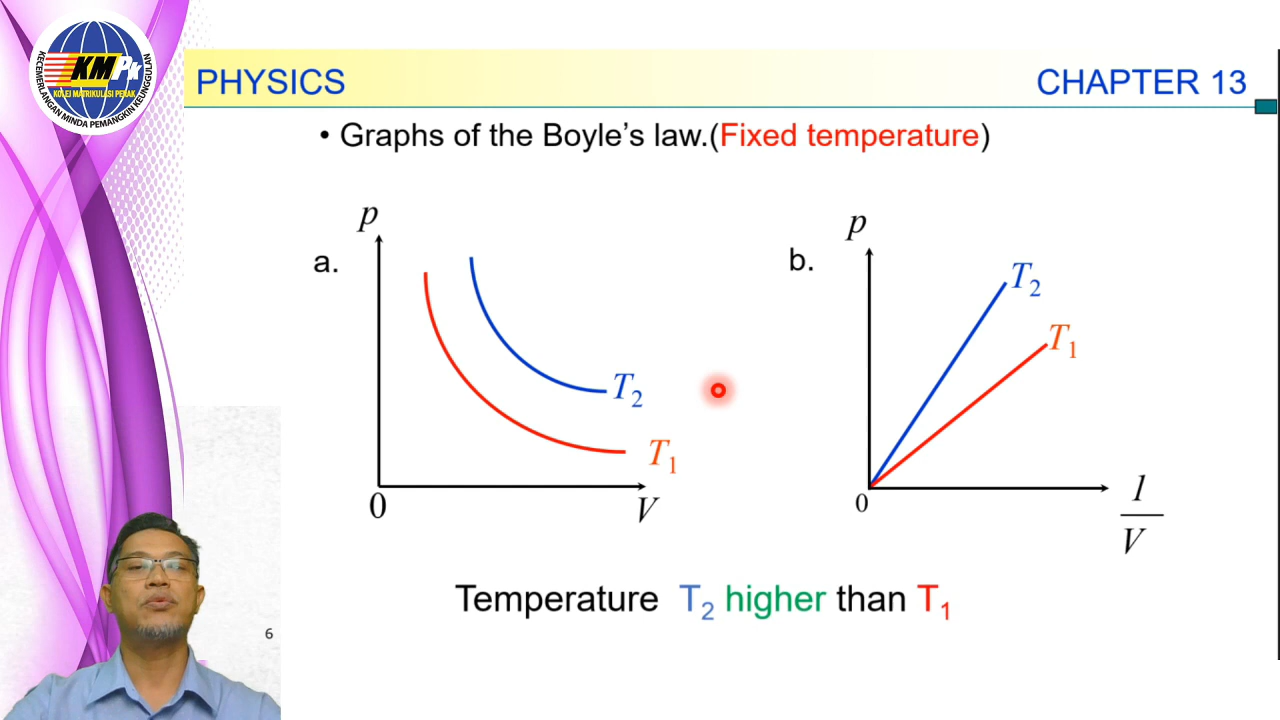 KECEMERLANGAN MINDA PEMANGKIN KEUNGGULAN
KMPk
KOLEJ MATRIKULASI PERAK
PHYSICS
CHAPTER 13
• Graphs of the Boyle’s law.(Fixed temperature)
a.
p
T2
T1
0
V
b.
p
T2
T1
0
1
V
Temperature T2 higher than T1
6